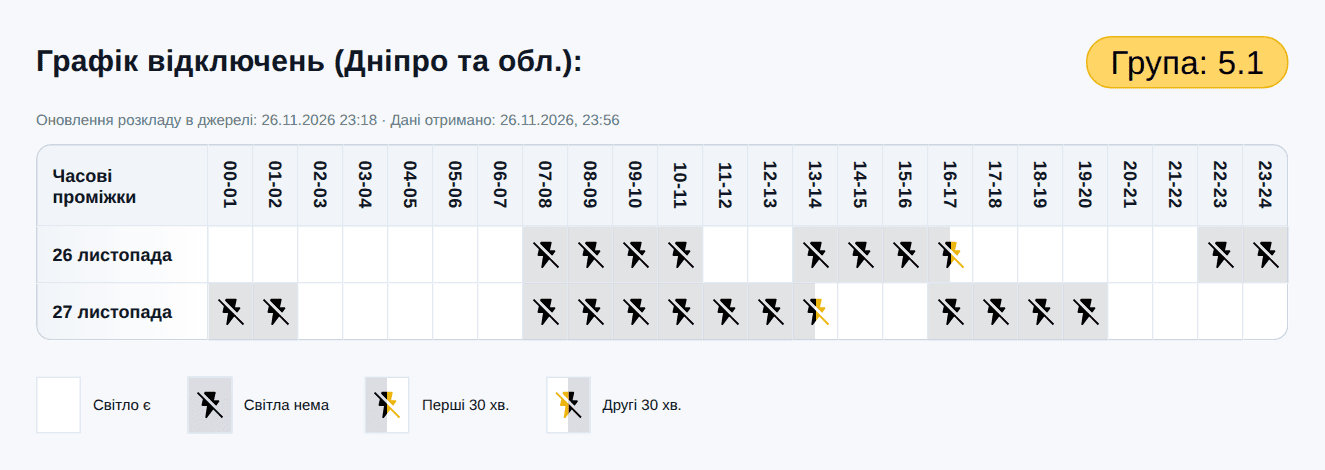 Графік відключень (Дніпро та обл.):
Група: 5.1
Оновлення розкладу в джерелі: 26.11.2026 23:18 · Дані отримано: 26.11.2026, 23:56
Часові
проміжки
00-01
01-02
02-03
03-04
04-05
05-06
06-07
07-08
08-09
09-10
10-11
11-12
12-13
13-14
14-15
15-16
16-17
17-18
18-19
19-20
20-21
21-22
22-23
23-24
26 листопада
27 листопада
Світло є
Світла нема
Перші 30 хв.
Другі 30 хв.